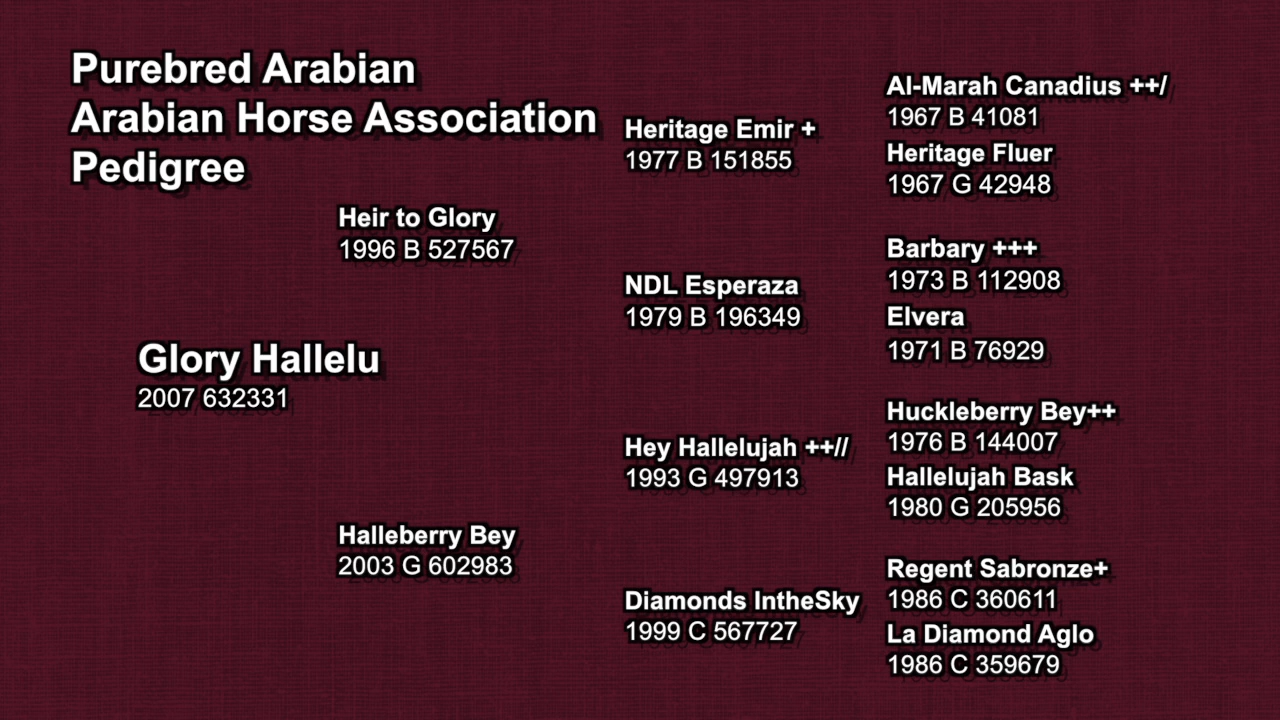 Purebred Arabian
Arabian Horse Association
Pedigree
Glory Hallelu
2007 632331
Heir to Glory
1996 B 527567
Halleberry Bey
2003 G 602983
Heritage Emir +
1977 B 151855
NDL Esperaza
1979 B 196349
Hey Hallelujah ++//
1993 G 497913
Diamonds IntheSky
1999 C 567727
Al-Marah Canadius ++/
1967 B 41081
Heritage Fluer
1967 G 42948
Barbary +++
1973 B 112908
Elvera
1971 B 76929
Huckleberry Bey++
1976 B 144007
Hallelujah Bask
1980 G 205956
Regent Sabronze+
1986 C 360611
La Diamond Aglo
1986 C 359679